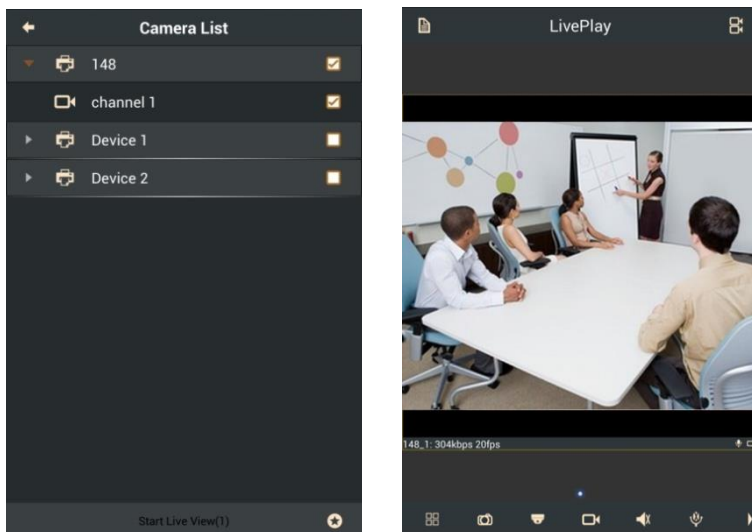 Camera List
148
channel 1
Device 1
Device 2
Start Live View(1)
LivePlay
148_1: 304kbps 20fps